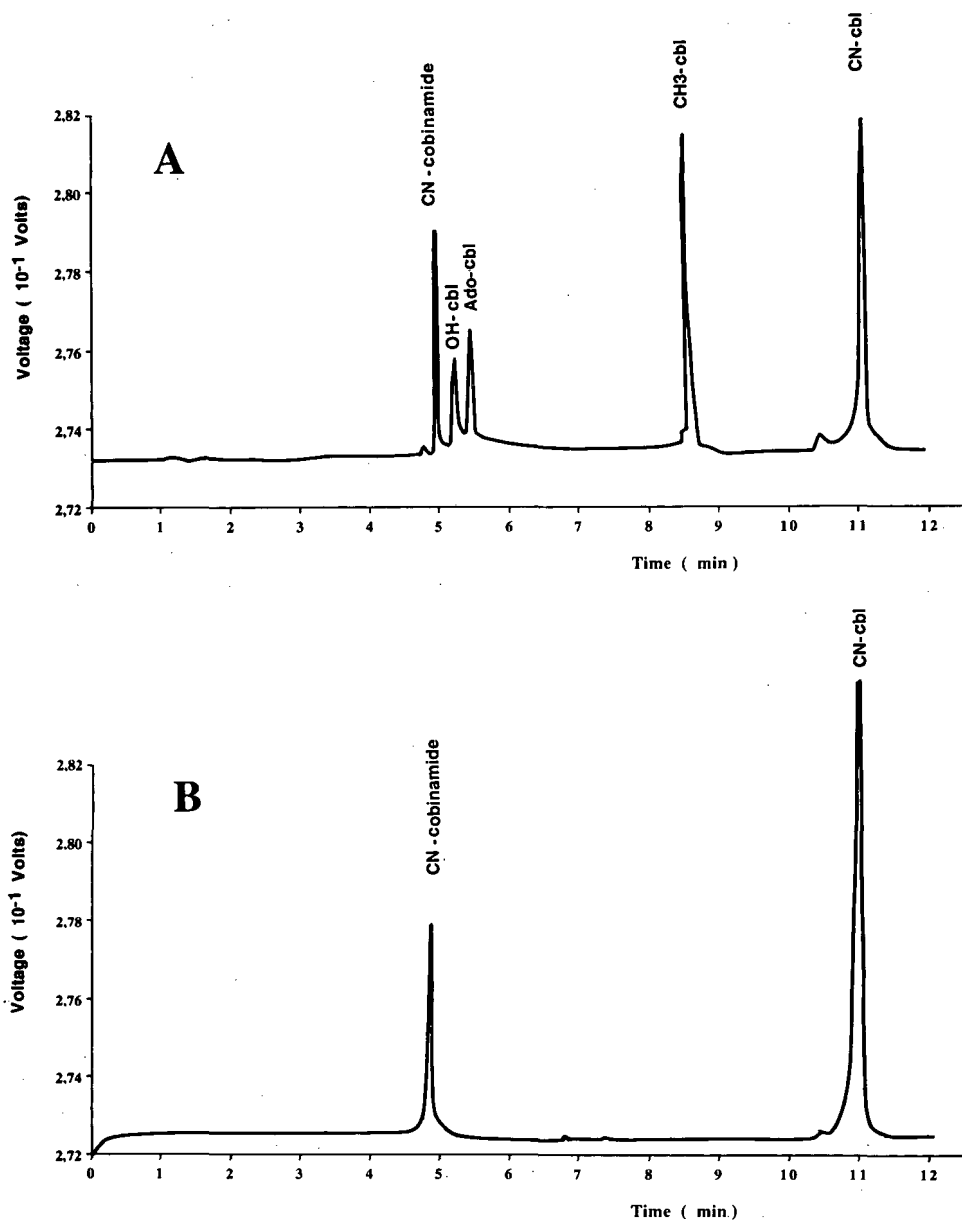 A
CN -cobinamide
OH- cbl
Ado-cbl
CH3-cbl
CN-cbl
Voltage ( 10-1 Volts)
2,82
2,80
2,78
2,76
2,74
2,72
0 1 2 3 4 5 6 7 8 9 10 11 12
Time ( min )
B
CN -cobinamide
CN-cbl
Voltage ( 10-1 Volts)
2,82
2,80
2,78
2,76
2,74
2,72
0 1 2 3 4 5 6 7 8 9 10 11 12
Time ( min )